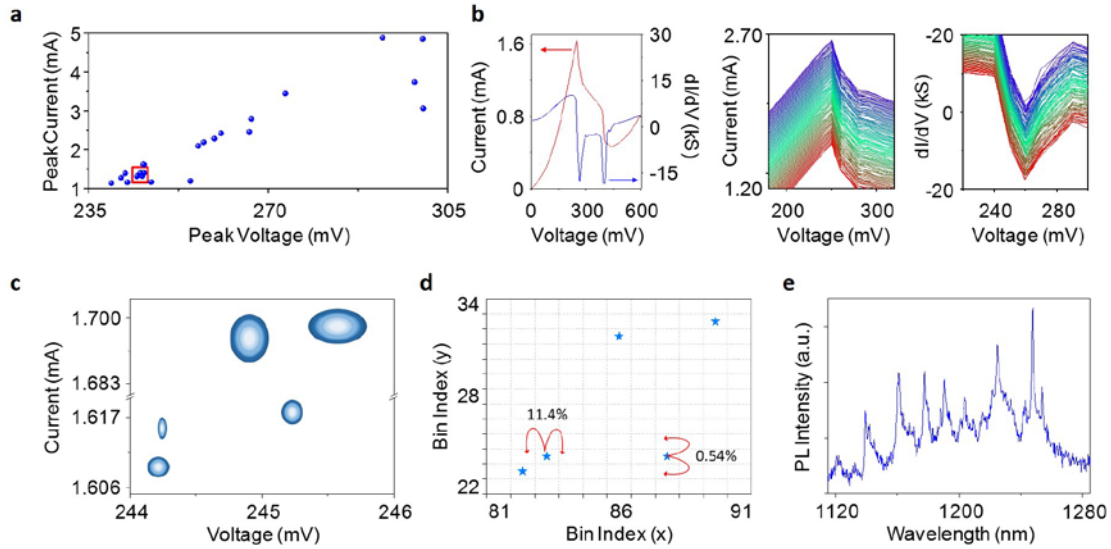 a
Peak Current (mA)
5
4
3
2
1
235
270
305
Peak Voltage (mV)
b
Current (mA)
1.6
0.8
0
0
200
400
600
Voltage (mV)
30
15
0
-15
dI/dV (kS)
Current (mA)
2.70
1.20
200
240
280
Voltage (mV)
dI/dV (kS)
-20
0
-20
240
280
Voltage (mV)
c
Current (mA)
1.700
1.683
1.617
1.606
244
245
246
Voltage (mV)
d
Bin Index (y)
34
28
22
11.4%
0.54%
81
86
91
Bin Index (x)
e
PL Intensity (a.u.)
1120
1200
1280
Wavelength (nm)